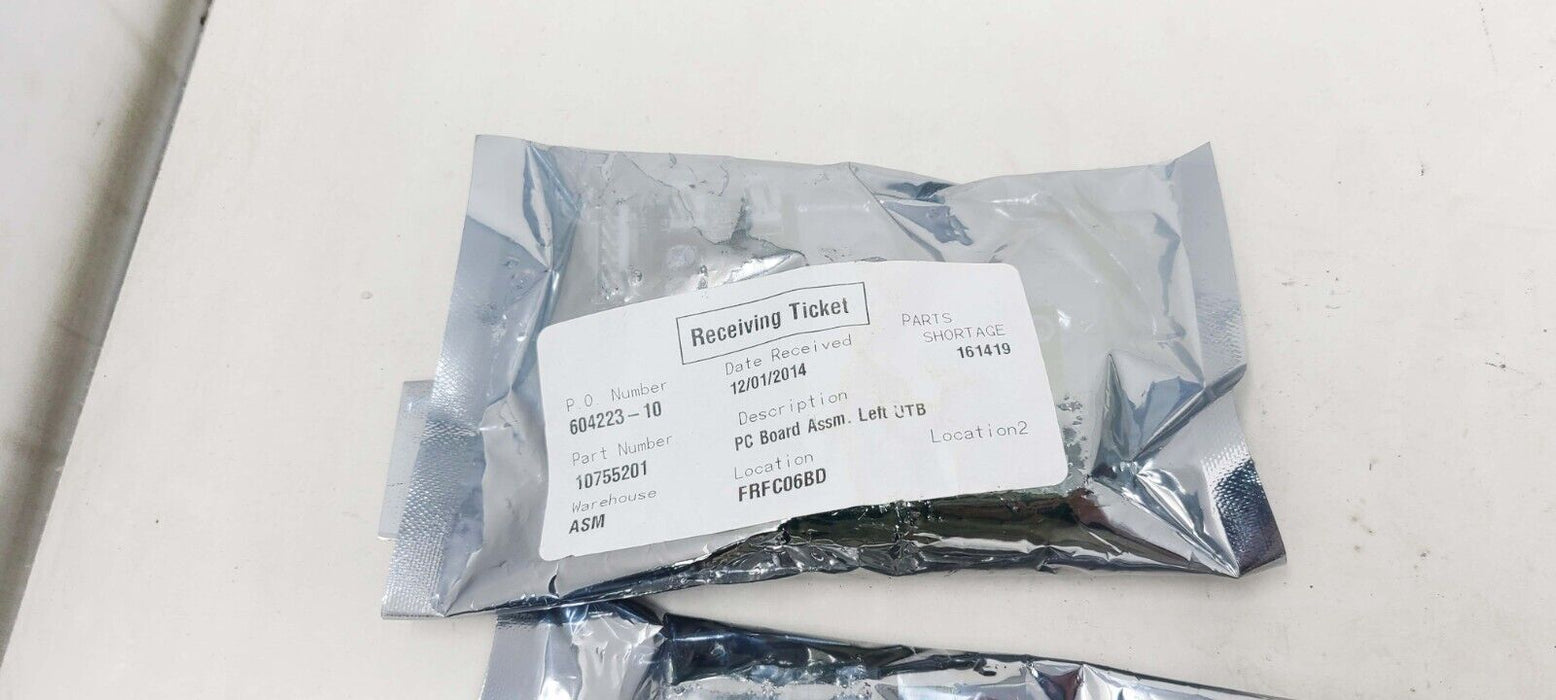 Receiving Ticket
PARTS
SHORTAGE
161419
P.O. Number
604223-10
Date Received
12/01/2014
Part Number
10755201
Description
PC Board Assm. Left UTB
Warehouse
ASM
Location
FRFC06BD
Location2